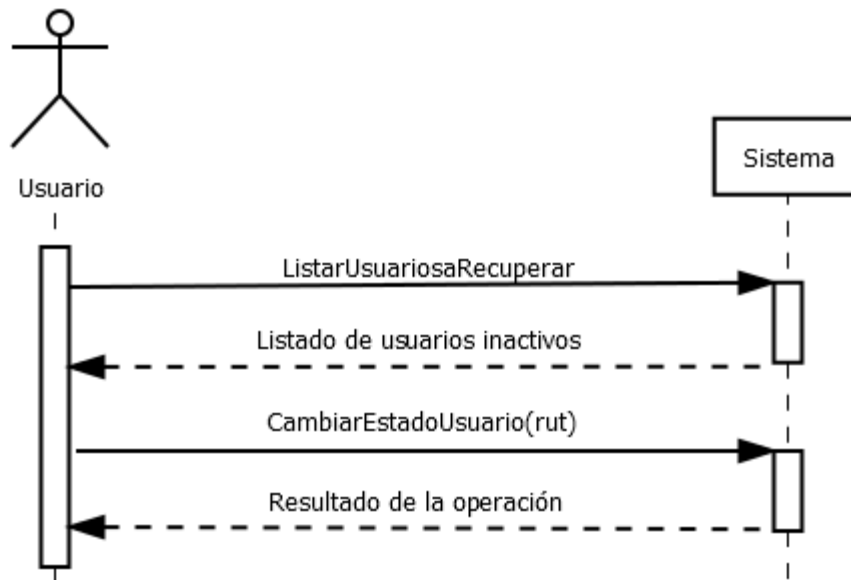 Usuario
Sistema
ListarUsuariosaRecuperar
Listado de usuarios inactivos
CambiarEstadoUsuario(rut)
Resultado de la operación